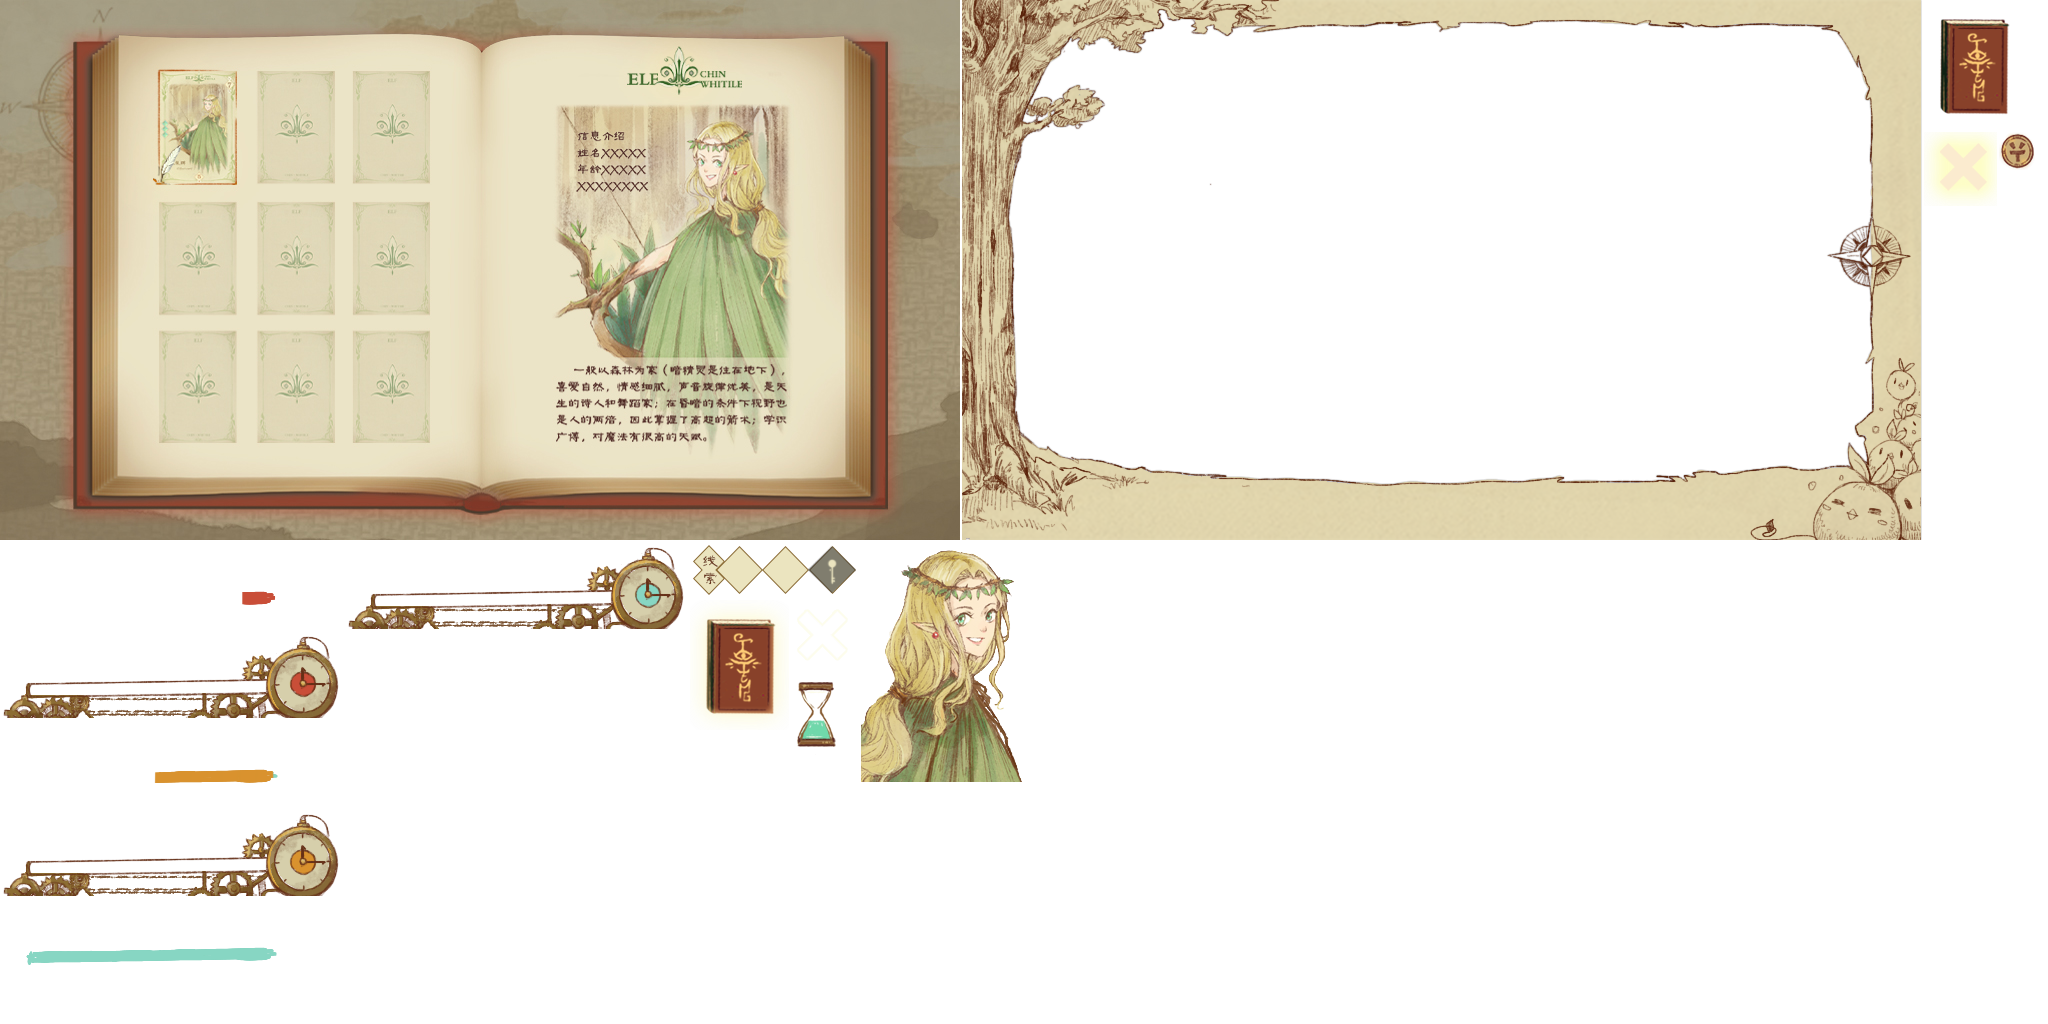 N
W
ELF
CHIN
WHITILE
信息介绍
姓名XXXXX
年龄XXXXX
XXXXXXXX
一般以森林为家（暗精灵是住在地下），
喜爱自然，情感细腻，声音旋律优美，是天
生的诗人和舞蹈家；在昏暗的条件下视野也
是人的两倍，因此掌握了高超的箭术；学识
广博，对魔法有很高的天赋。
线
索